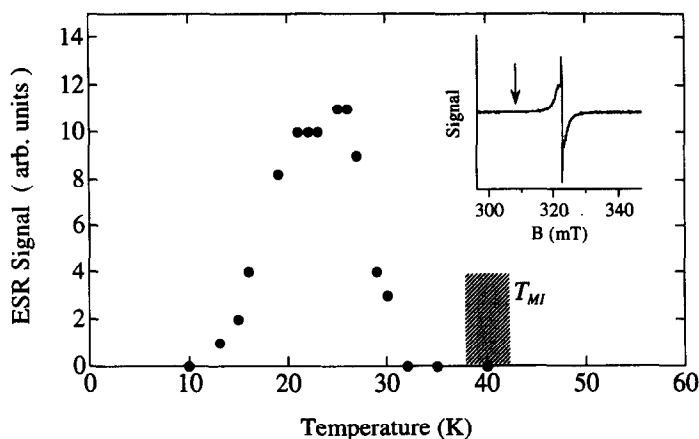 14
12
10
8
6
4
2
0
ESR Signal ( arb. units )
0 10 20 30 40 50 60
Temperature (K)
T_MI
Signal
300 320 340
B (mT)